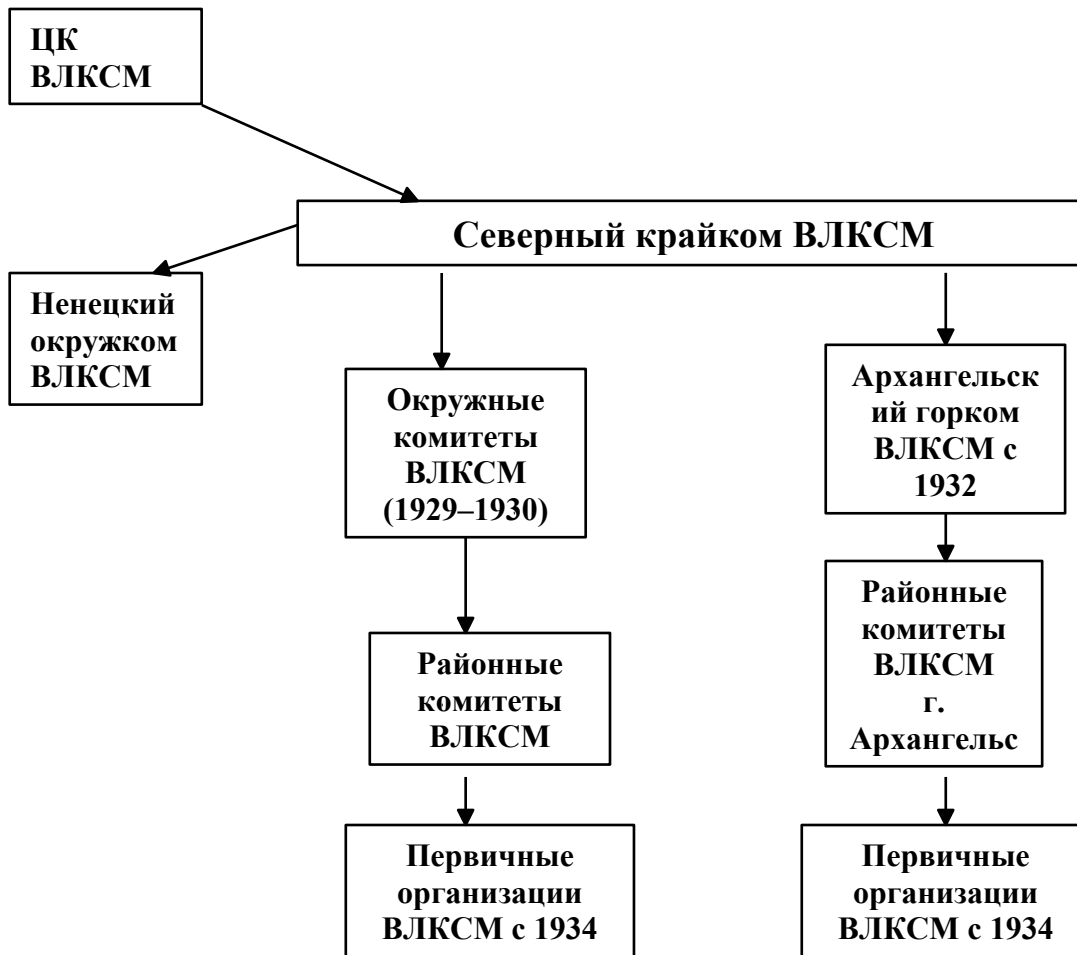 ЦК
ВЛКСМ
Северный крайком ВЛКСМ
Ненецкий
окружком
ВЛКСМ
Окружные
комитеты
ВЛКСМ
(1929–1930)
Архангельск
ий горком
ВЛКСМ с
1932
Районные
комитеты
ВЛКСМ
Районные
комитеты
ВЛКСМ
г.
Архангельс
Первичные
организации
ВЛКСМ с 1934
Первичные
организации
ВЛКСМ с 1934